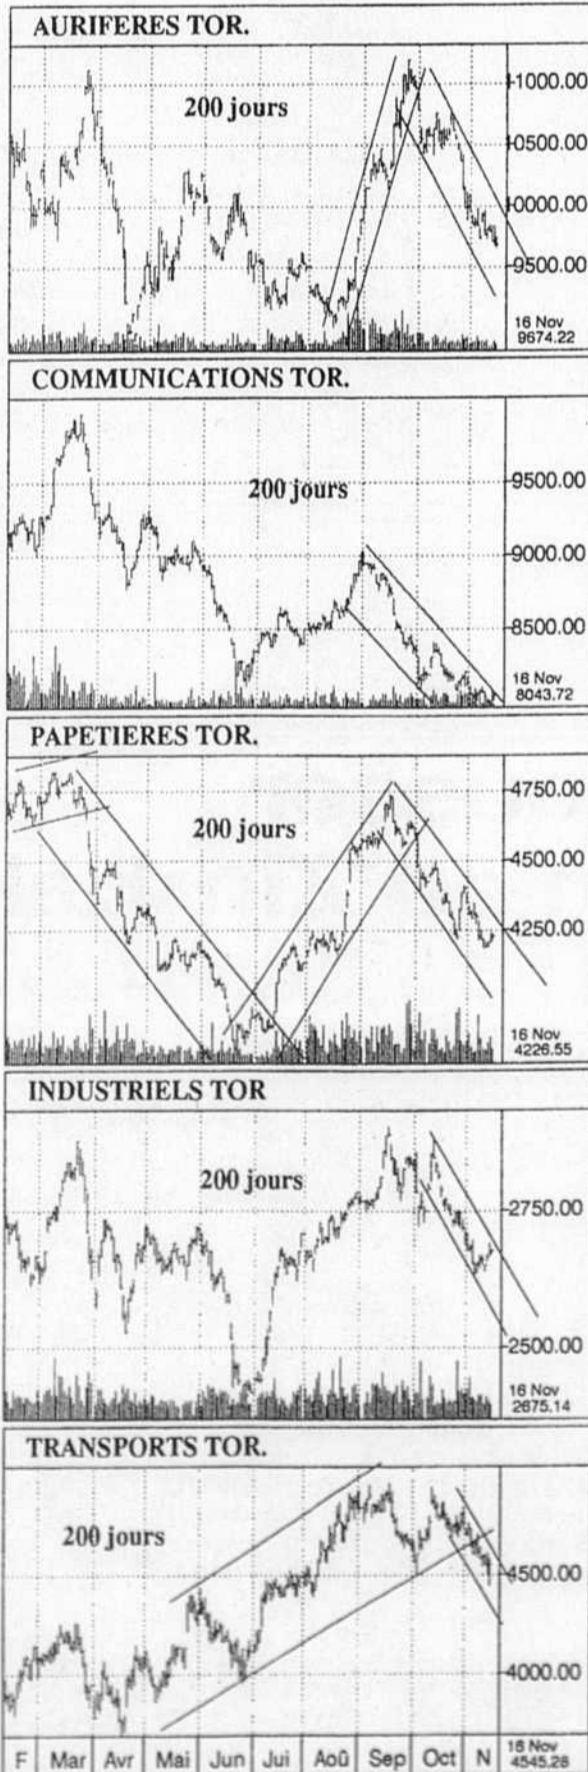 AURIFERES TOR.
200 jours
11000.00
10500.00
10000.00
9500.00
16 Nov
9674.22
COMMUNICATIONS TOR.
200 jours
9500.00
9000.00
8500.00
16 Nov
8043.72
PAPETIERES TOR.
200 jours
4750.00
4500.00
4250.00
16 Nov
4226.55
INDUSTRIELS TOR
200 jours
2750.00
2500.00
16 Nov
2675.14
TRANSPORTS TOR.
200 jours
4500.00
4000.00
16 Nov
4545.28
F Mar Avr Mai Jun Jui Aoû Sep Oct N